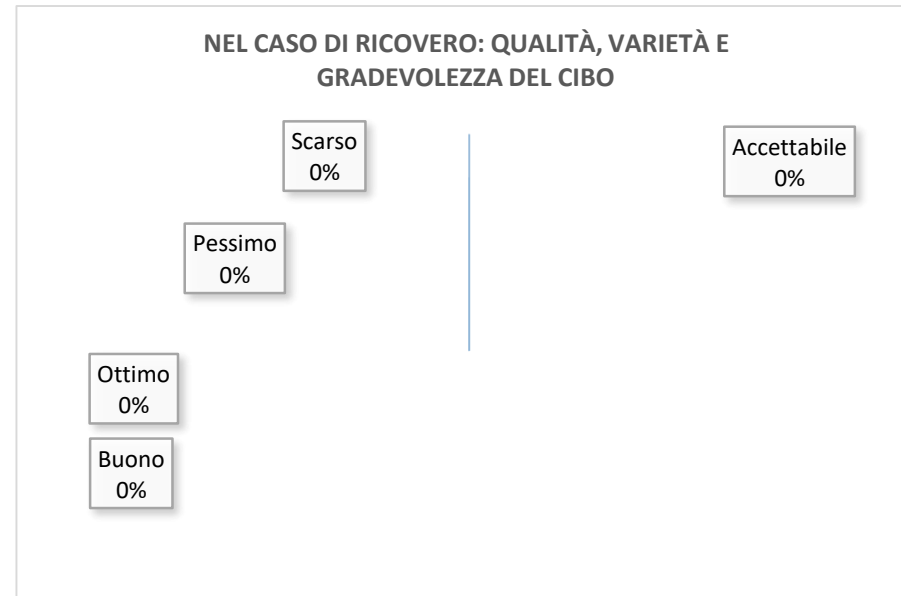 NEL CASO DI RICOVERO: QUALITÀ, VARIETÀ E
GRADEVOLEZZA DEL CIBO
Scarso
0%
Accettabile
0%
Pessimo
0%
Ottimo
0%
Buono
0%